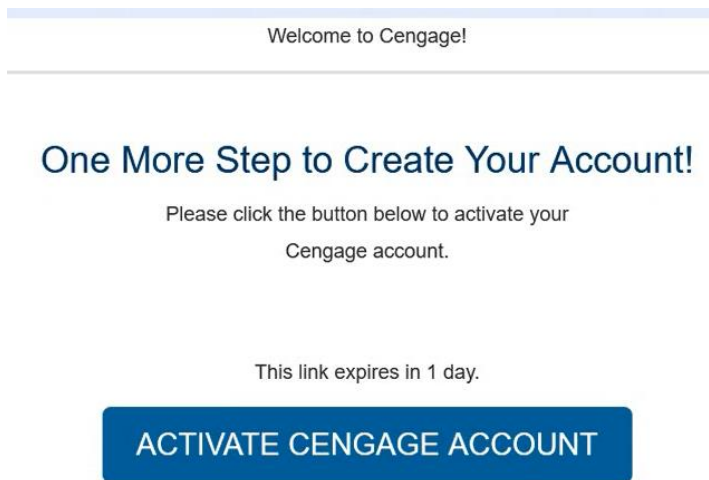 Welcome to Cengage!
One More Step to Create Your Account!
Please click the button below to activate your
Cengage account.
This link expires in 1 day.
ACTIVATE CENGAGE ACCOUNT